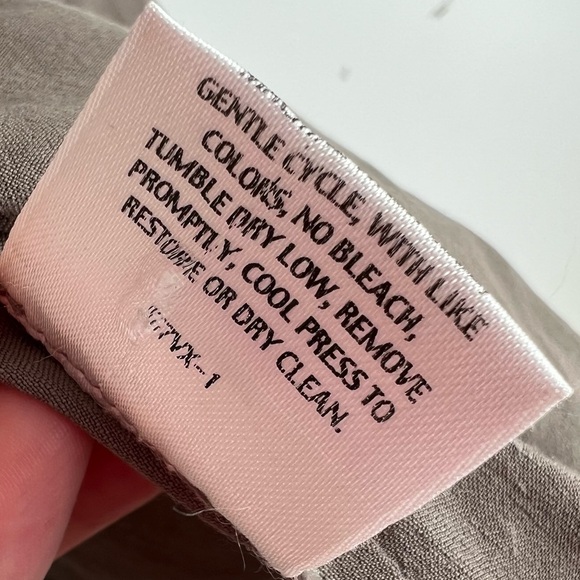 GENTLE CYCLE, WITH LIKE
COLORS, NO BLEACH,
TUMBLE DRY LOW, REMOVE
PROMPTLY, COOL PRESS TO
RESTORE OR DRY CLEAN.